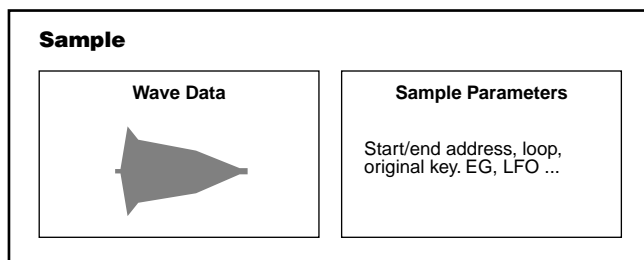 Sample
Wave Data
Sample Parameters
Start/end address, loop,
original key. EG, LFO ...